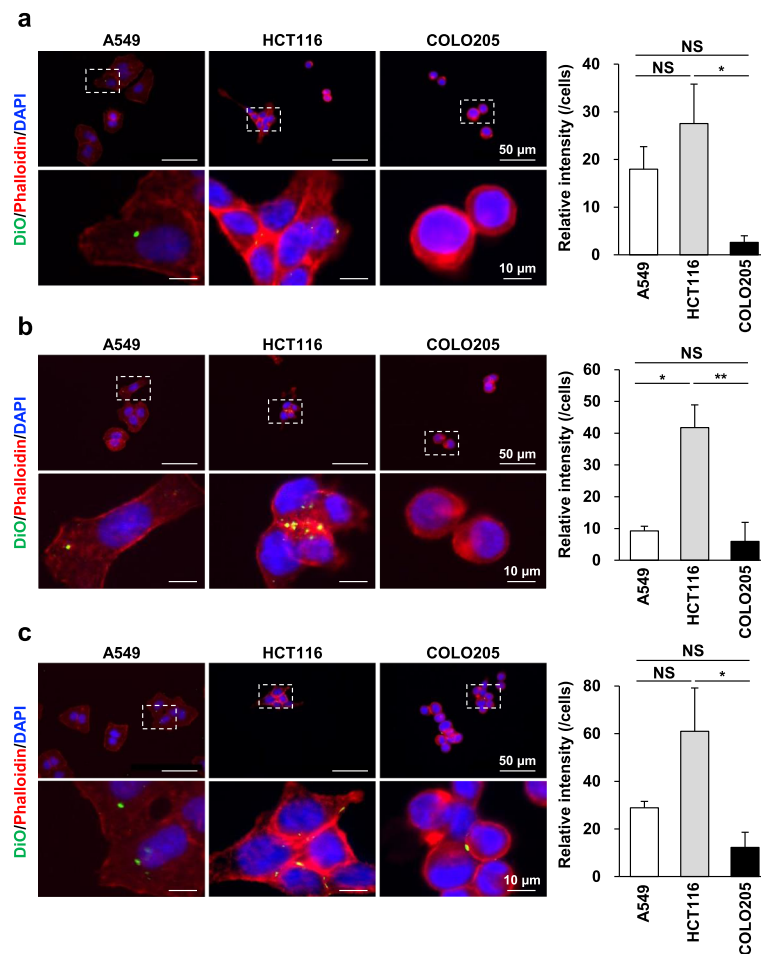 a
A549
HCT116
COLO205
DiO/Phalloidin/DAPI
50 µm
10 µm
Relative intensity (/cells)
40
30
20
10
0
NS
NS
*
A549
HCT116
COLO205
b
A549
HCT116
COLO205
DiO/Phalloidin/DAPI
50 µm
10 µm
Relative intensity (/cells)
60
50
40
30
20
10
0
NS
*
**
A549
HCT116
COLO205
c
A549
HCT116
COLO205
DiO/Phalloidin/DAPI
50 µm
10 µm
Relative intensity (/cells)
80
60
40
20
0
NS
NS
*
A549
HCT116
COLO205